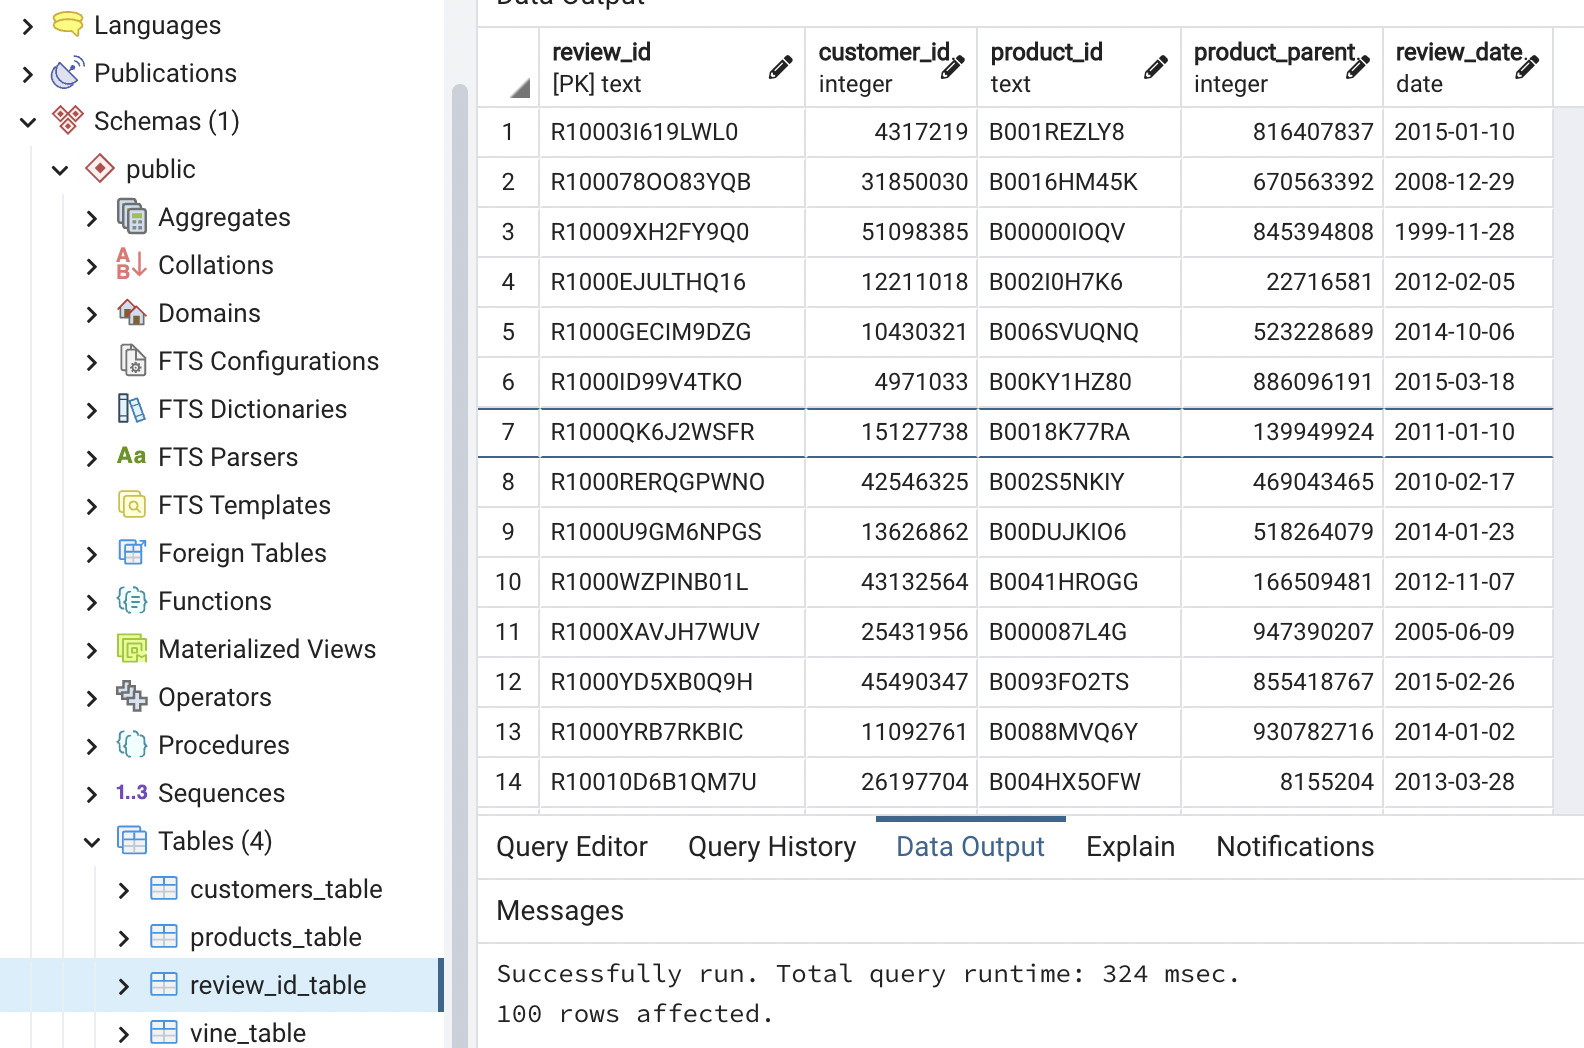 Languages
Publications
Schemas (1)
public
Aggregates
Collations
Domains
FTS Configurations
FTS Dictionaries
Aa FTS Parsers
FTS Templates
Foreign Tables
Functions
Materialized Views
Operators
Procedures
1..3 Sequences
Tables (4)
customers_table
products_table
review_id_table
vine_table
Data Output
review_id customer_id product_id product_parent review_date
[PK] text integer text integer date
1 R10003I619LWL0 4317219 B001REZLY8 816407837 2015-01-10
2 R100078OO83YQB 31850030 B0016HM45K 670563392 2008-12-29
3 R10009XH2FY9Q0 51098385 B00000IOQV 845394808 1999-11-28
4 R1000EJULTHQ16 12211018 B002I0H7K6 22716581 2012-02-05
5 R1000GECIM9DZG 10430321 B006SVUQNQ 523228689 2014-10-06
6 R1000ID99V4TKO 4971033 B00KY1HZ80 886096191 2015-03-18
7 R1000QK6J2WSFR 15127738 B0018K77RA 139949924 2011-01-10
8 R1000RERQGPWNO 42546325 B002S5NKIY 469043465 2010-02-17
9 R1000U9GM6NPGS 13626862 B00DUJKIO6 518264079 2014-01-23
10 R1000WZPINB01L 43132564 B0041HROGG 166509481 2012-11-07
11 R1000XAVJH7WUV 25431956 B000087L4G 947390207 2005-06-09
12 R1000YD5XB0Q9H 45490347 B0093FO2TS 855418767 2015-02-26
13 R1000YRB7RKBIC 11092761 B0088MVQ6Y 930782716 2014-01-02
14 R10010D6B1QM7U 26197704 B004HX5OFW 8155204 2013-03-28
Query Editor Query History Data Output Explain Notifications
Messages
Successfully run. Total query runtime: 324 msec.
100 rows affected.